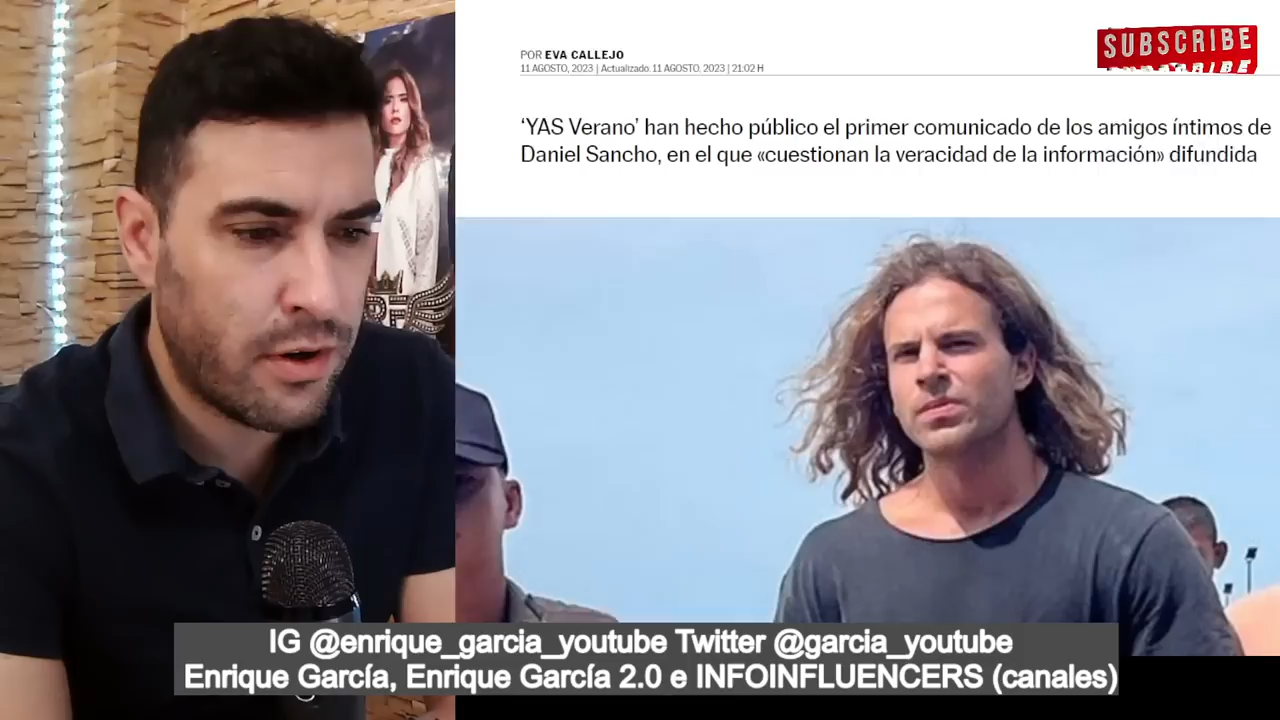 POR EVA CALLEJO
11 AGOSTO, 2023 | Actualizado: 11 AGOSTO, 2023 | 21:02 H
SUBSCRIBE
SUBSCRIBE
'YAS Verano' han hecho público el primer comunicado de los amigos íntimos de
Daniel Sancho, en el que «cuestionan la veracidad de la información» difundida
IG @enrique_garcia_youtube Twitter @garcia_youtube
Enrique García, Enrique García 2.0 e INFOINFLUENCERS (canales)